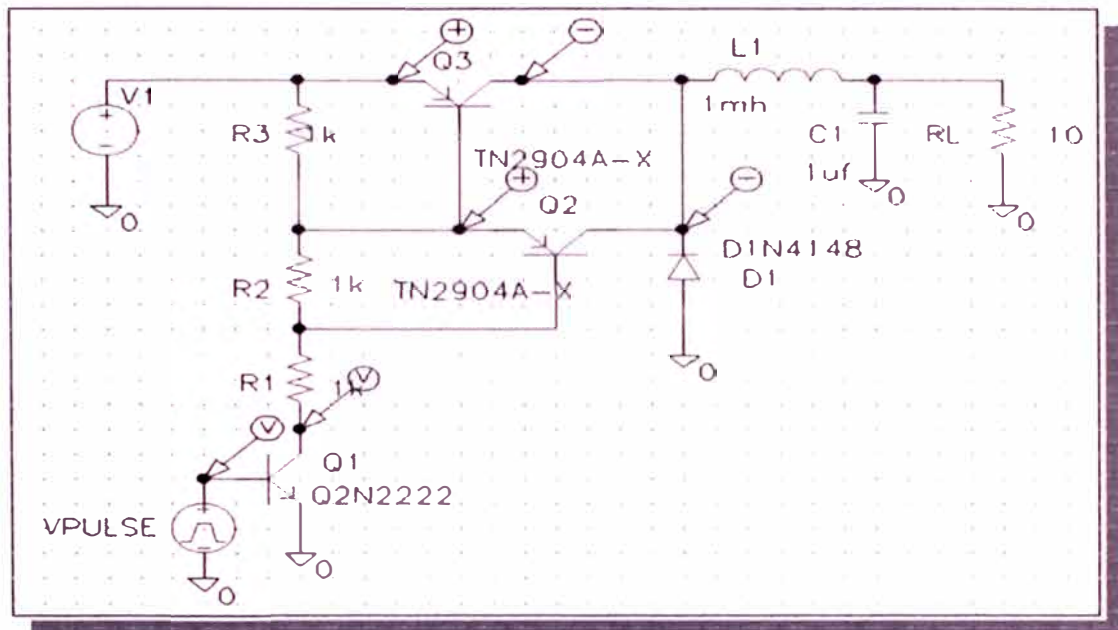 Q3
L1
V1
1mh
R3 1k
C1
RL
10
TN2904A-X
1uf
0
0
0
Q2
D1N4148
D1
R2 1k
TN2904A-X
0
R1 1k
V
V
Q1
Q2N2222
VPULSE
0
0